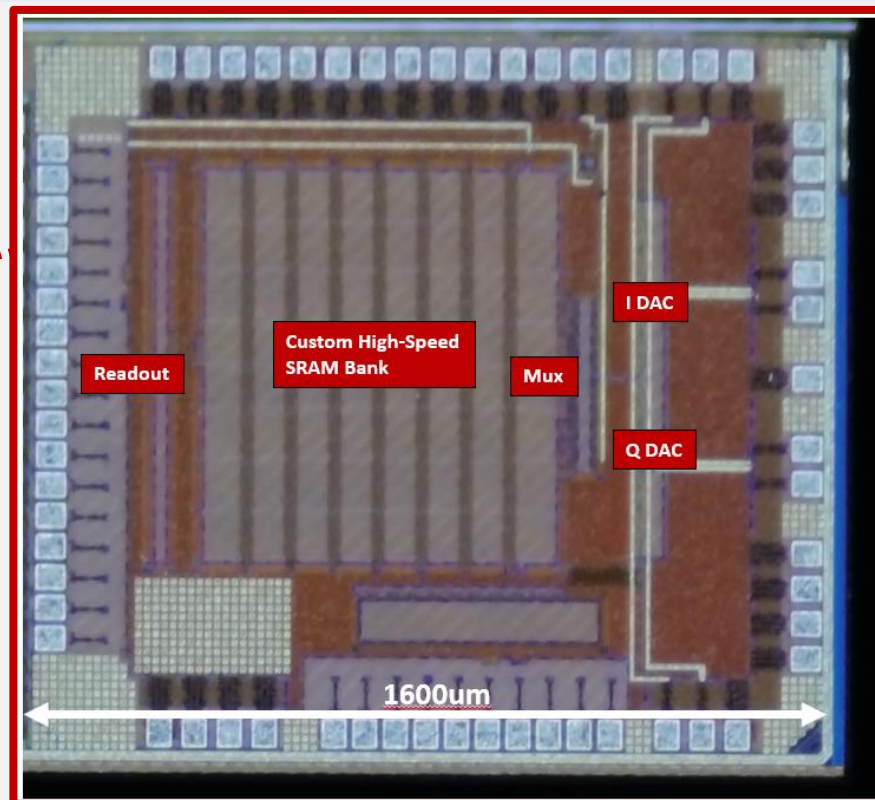 I DAC
Custom High-Speed
SRAM Bank
Readout
Mux
Q DAC
1600um